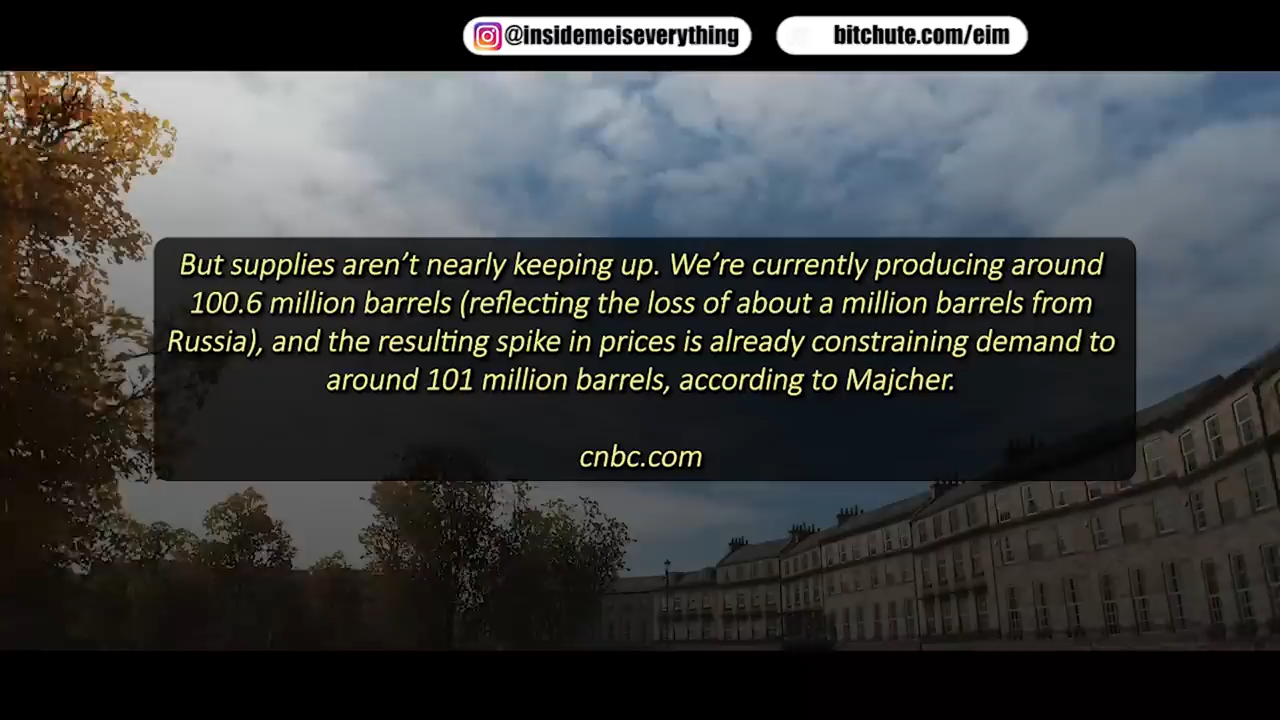 @insidemeiseverything
bitchute.com/eim
But supplies aren’t nearly keeping up. We’re currently producing around
100.6 million barrels (reflecting the loss of about a million barrels from
Russia), and the resulting spike in prices is already constraining demand to
around 101 million barrels, according to Majcher.
cnbc.com